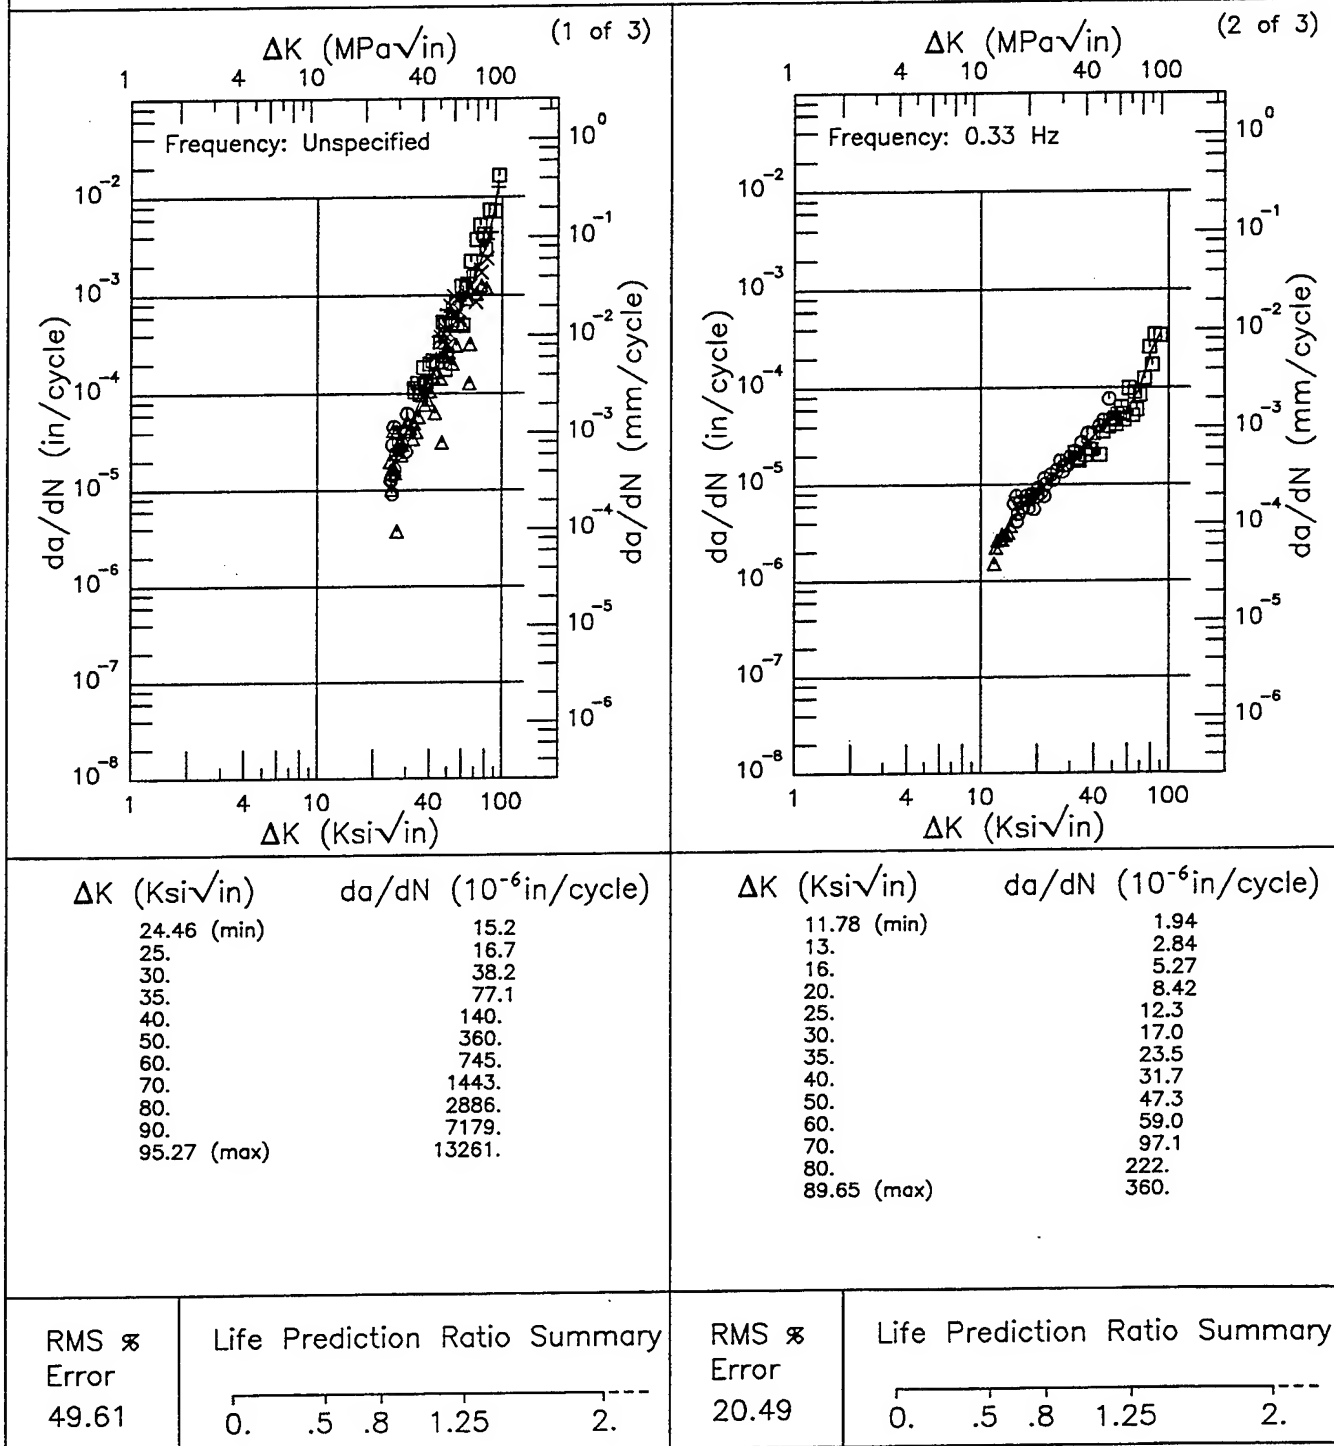 (1 of 3)
ΔK (MPa√in)
1 4 10 40 100
Frequency: Unspecified
10⁻²
10⁻³
10⁻⁴
10⁻⁵
10⁻⁶
10⁻⁷
10⁻⁸
da/dN (in/cycle)
10⁰
10⁻¹
10⁻²
10⁻³
10⁻⁴
10⁻⁵
10⁻⁶
da/dN (mm/cycle)
1 4 10 40 100
ΔK (Ksi√in)
(2 of 3)
ΔK (MPa√in)
1 4 10 40 100
Frequency: 0.33 Hz
10⁻²
10⁻³
10⁻⁴
10⁻⁵
10⁻⁶
10⁻⁷
10⁻⁸
da/dN (in/cycle)
10⁰
10⁻¹
10⁻²
10⁻³
10⁻⁴
10⁻⁵
10⁻⁶
da/dN (mm/cycle)
1 4 10 40 100
ΔK (Ksi√in)
ΔK (Ksi√in) da/dN (10⁻⁶in/cycle)
24.46 (min) 15.2
25. 16.7
30. 38.2
35. 77.1
40. 140.
50. 360.
60. 745.
70. 1443.
80. 2886.
90. 7179.
95.27 (max) 13261.
ΔK (Ksi√in) da/dN (10⁻⁶in/cycle)
11.78 (min) 1.94
13. 2.84
16. 5.27
20. 8.42
25. 12.3
30. 17.0
35. 23.5
40. 31.7
50. 47.3
60. 59.0
70. 97.1
80. 222.
89.65 (max) 360.
RMS %
Error
49.61
Life Prediction Ratio Summary
0. .5 .8 1.25 2.
RMS %
Error
20.49
Life Prediction Ratio Summary
0. .5 .8 1.25 2.